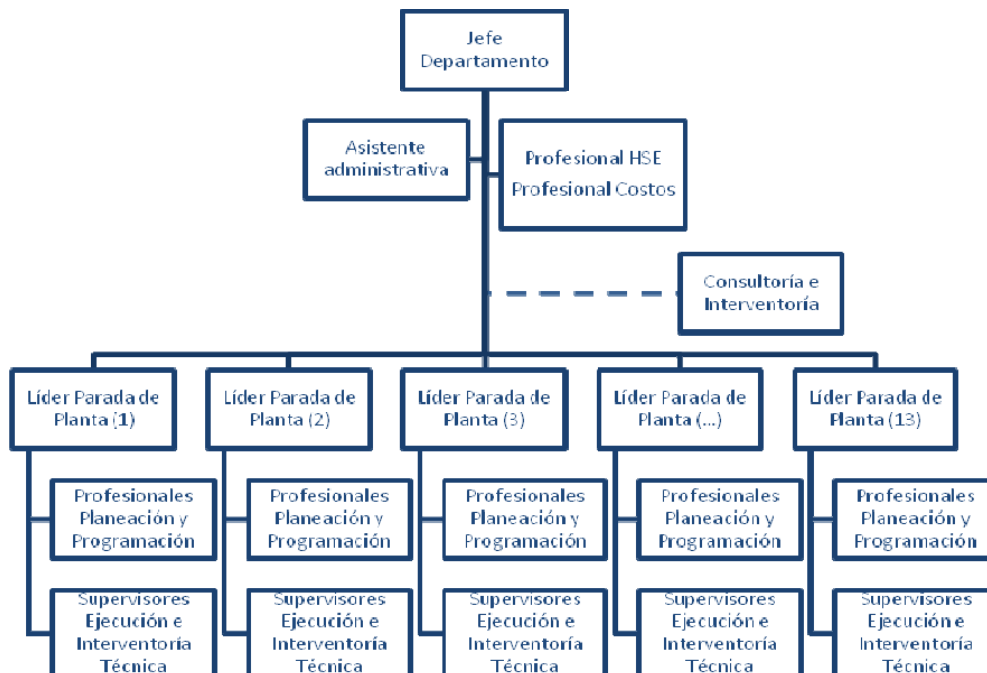 Jefe
Departamento
Asistente
administrativa
Profesional HSE
Profesional Costos
Consultoría e
Interventoría
Líder Parada de
Planta (1)
Líder Parada de
Planta (2)
Líder Parada de
Planta (3)
Líder Parada de
Planta (...)
Líder Parada de
Planta (13)
Profesionales
Planeación y
Programación
Profesionales
Planeación y
Programación
Profesionales
Planeación y
Programación
Profesionales
Planeación y
Programación
Profesionales
Planeación y
Programación
Supervisores
Ejecución e
Interventoría
Técnica
Supervisores
Ejecución e
Interventoría
Técnica
Supervisores
Ejecución e
Interventoría
Técnica
Supervisores
Ejecución e
Interventoría
Técnica
Supervisores
Ejecución e
Interventoría
Técnica